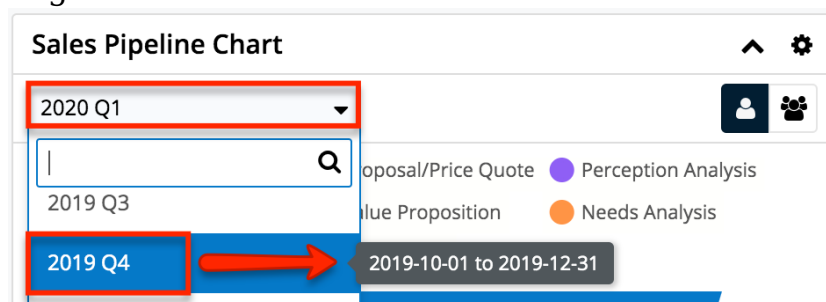 Sales Pipeline Chart
2020 Q1
oposal/Price Quote Perception Analysis
2019 Q3
lue Proposition Needs Analysis
2019 Q4 2019-10-01 to 2019-12-31